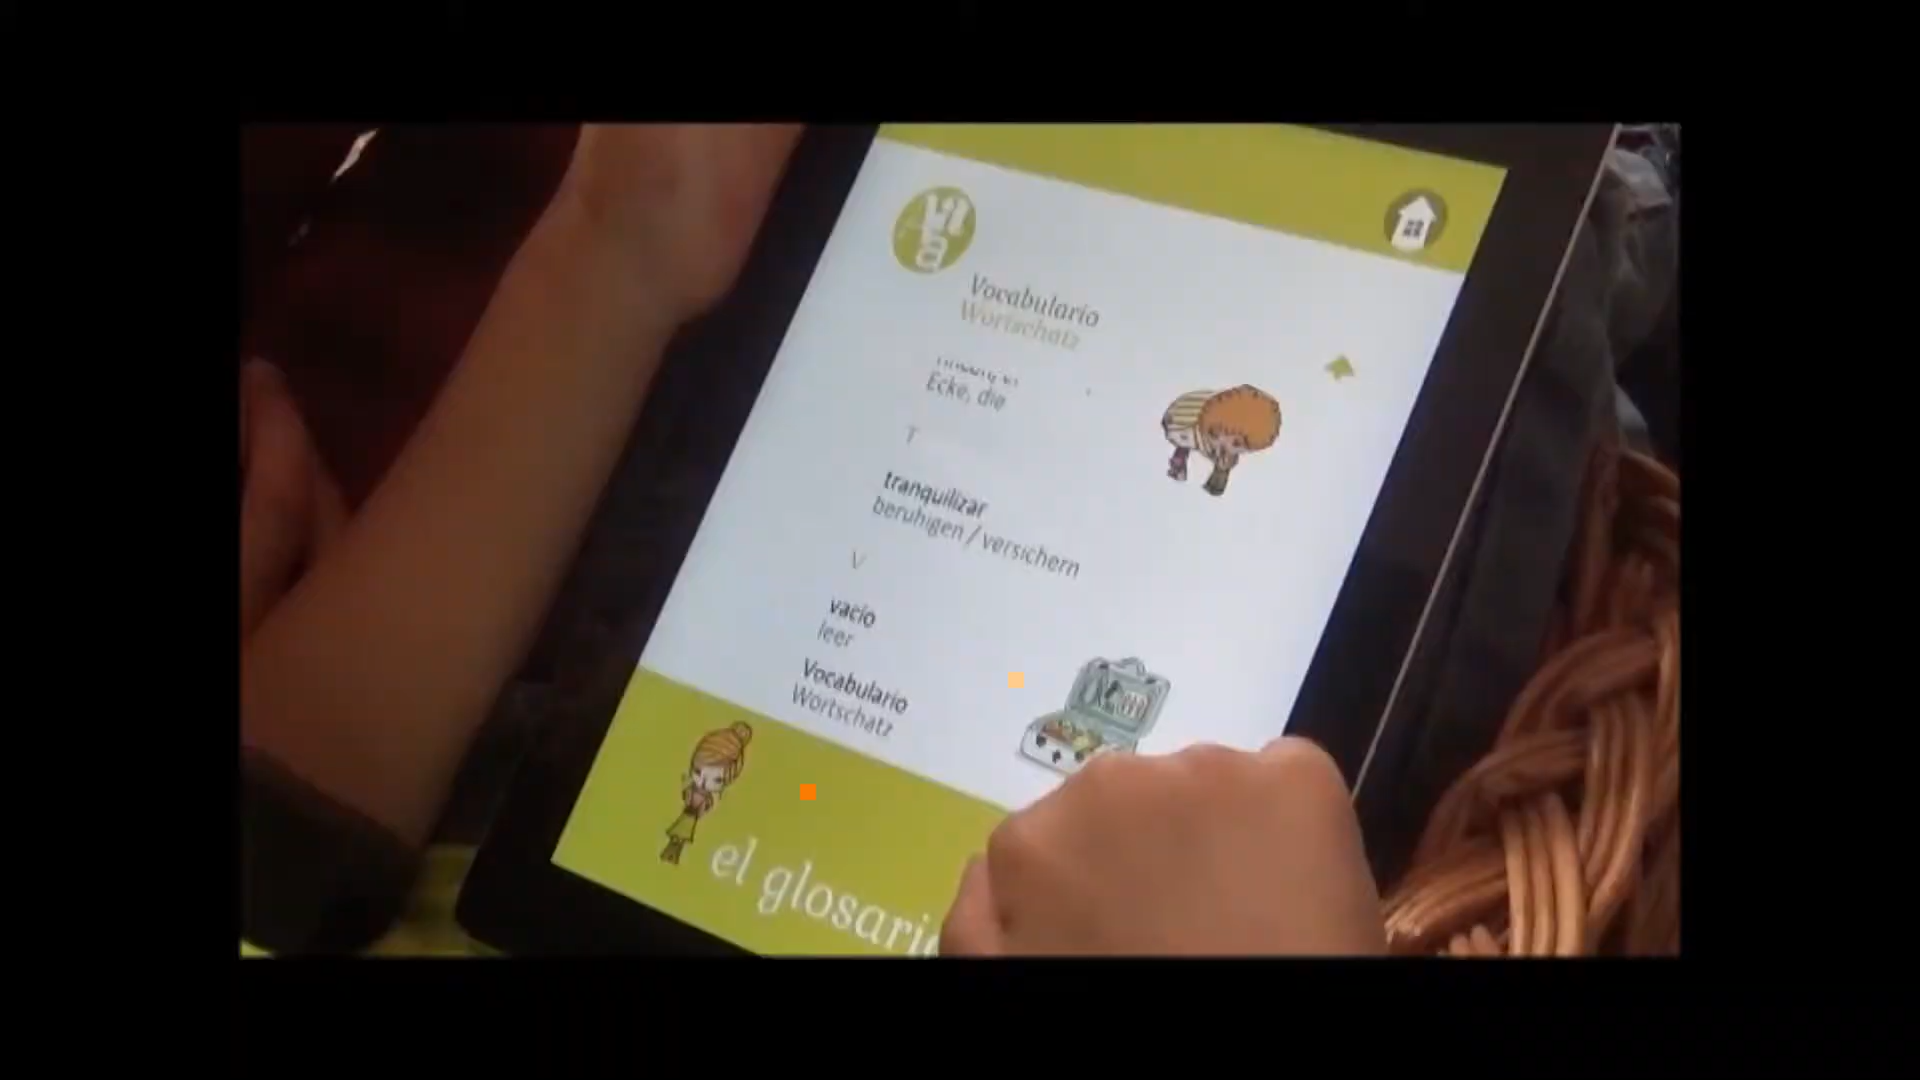 Vocabulario
Wortschatz
Ecke, die
T
tranquilizar
beruhigen / versichern
V
vacío
leer
Vocabulario
Wortschatz
el glosario